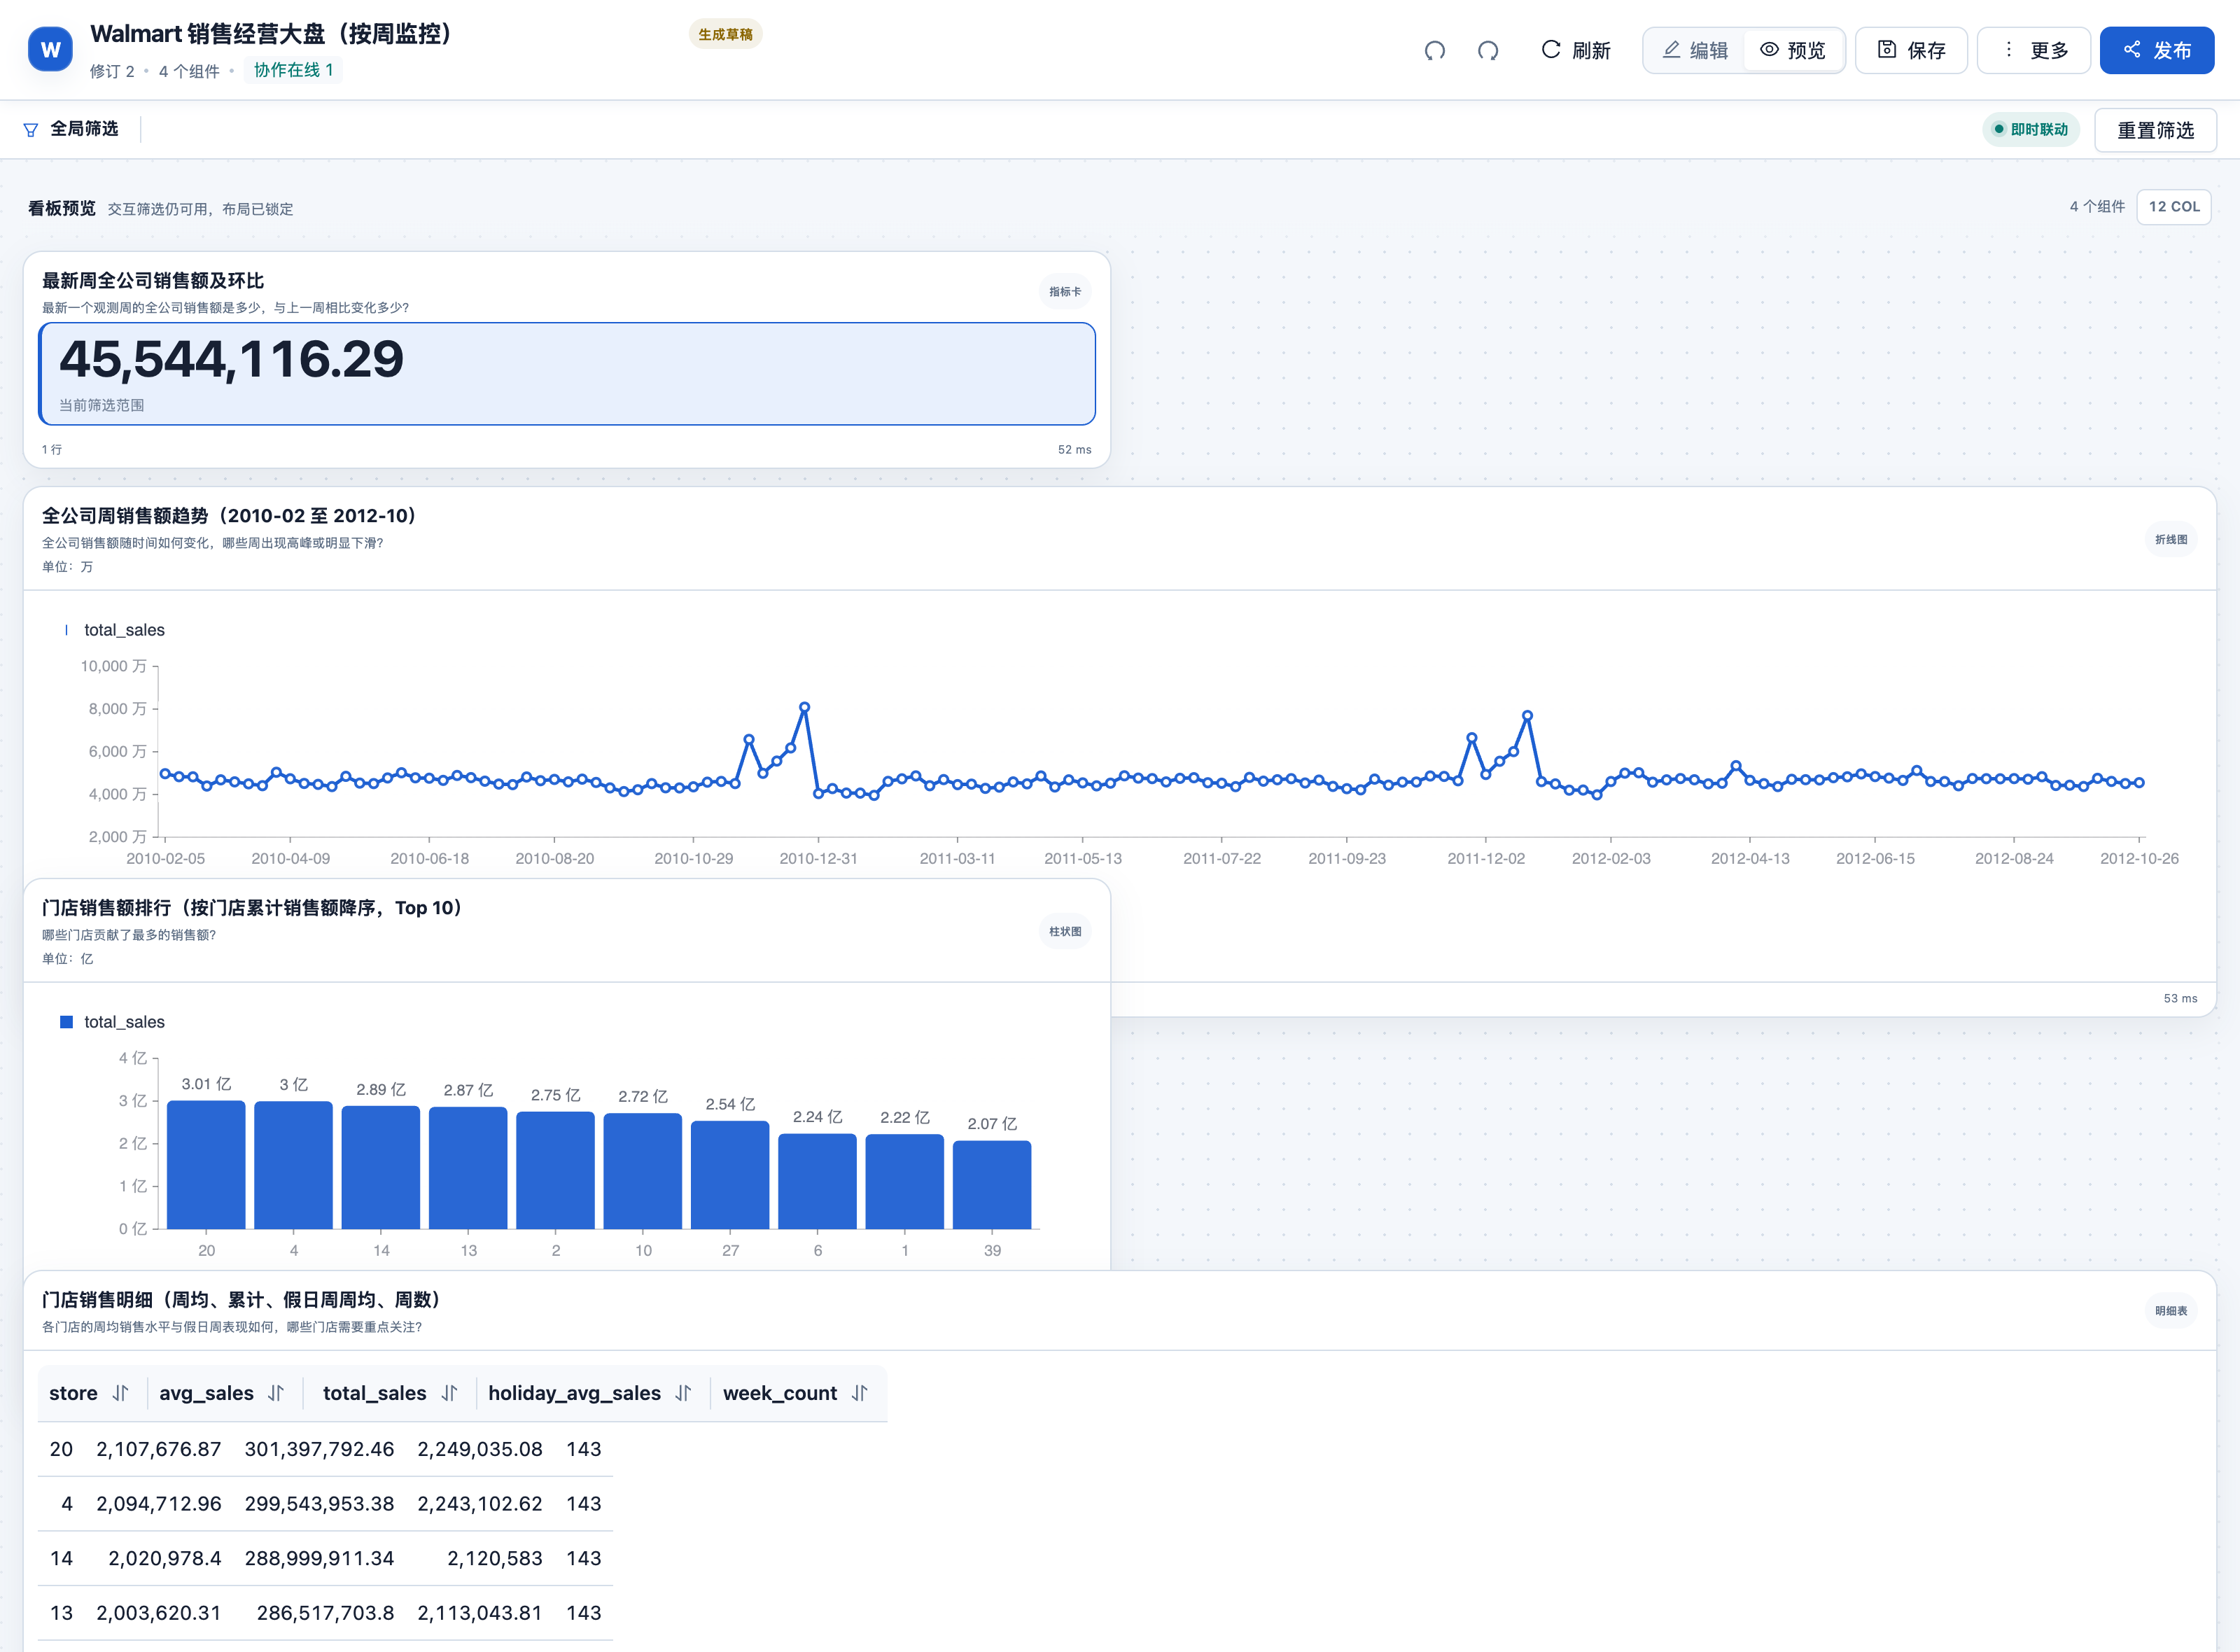 W
Walmart 销售经营大盘（按周监控）
生成草稿
修订 2 • 4 个组件 • 协作在线 1
刷新
编辑
预览
保存
更多
发布
全局筛选
即时联动
重置筛选
看板预览 交互筛选仍可用，布局已锁定
4 个组件 12 COL
最新周全公司销售额及环比
最新一个观测周的全公司销售额是多少，与上一周相比变化多少？
指标卡
45,544,116.29
当前筛选范围
1 行
52 ms
全公司周销售额趋势（2010-02 至 2012-10）
全公司销售额随时间如何变化，哪些周出现高峰或明显下滑？
单位：万
折线图
total_sales
10,000 万
8,000 万
6,000 万
4,000 万
2,000 万
2010-02-05 2010-04-09 2010-06-18 2010-08-20 2010-10-29 2010-12-31 2011-03-11 2011-05-13 2011-07-22 2011-09-23 2011-12-02 2012-02-03 2012-04-13 2012-06-15 2012-08-24 2012-10-26
53 ms
门店销售额排行（按门店累计销售额降序，Top 10）
哪些门店贡献了最多的销售额？
单位：亿
柱状图
total_sales
4 亿
3 亿
2 亿
1 亿
0 亿
3.01 亿 3 亿 2.89 亿 2.87 亿 2.75 亿 2.72 亿 2.54 亿 2.24 亿 2.22 亿 2.07 亿
20 4 14 13 2 10 27 6 1 39
门店销售明细（周均、累计、假日周周均、周数）
各门店的周均销售水平与假日周表现如何，哪些门店需要重点关注？
明细表
store avg_sales total_sales holiday_avg_sales week_count
20 2,107,676.87 301,397,792.46 2,249,035.08 143
4 2,094,712.96 299,543,953.38 2,243,102.62 143
14 2,020,978.4 288,999,911.34 2,120,583 143
13 2,003,620.31 286,517,703.8 2,113,043.81 143